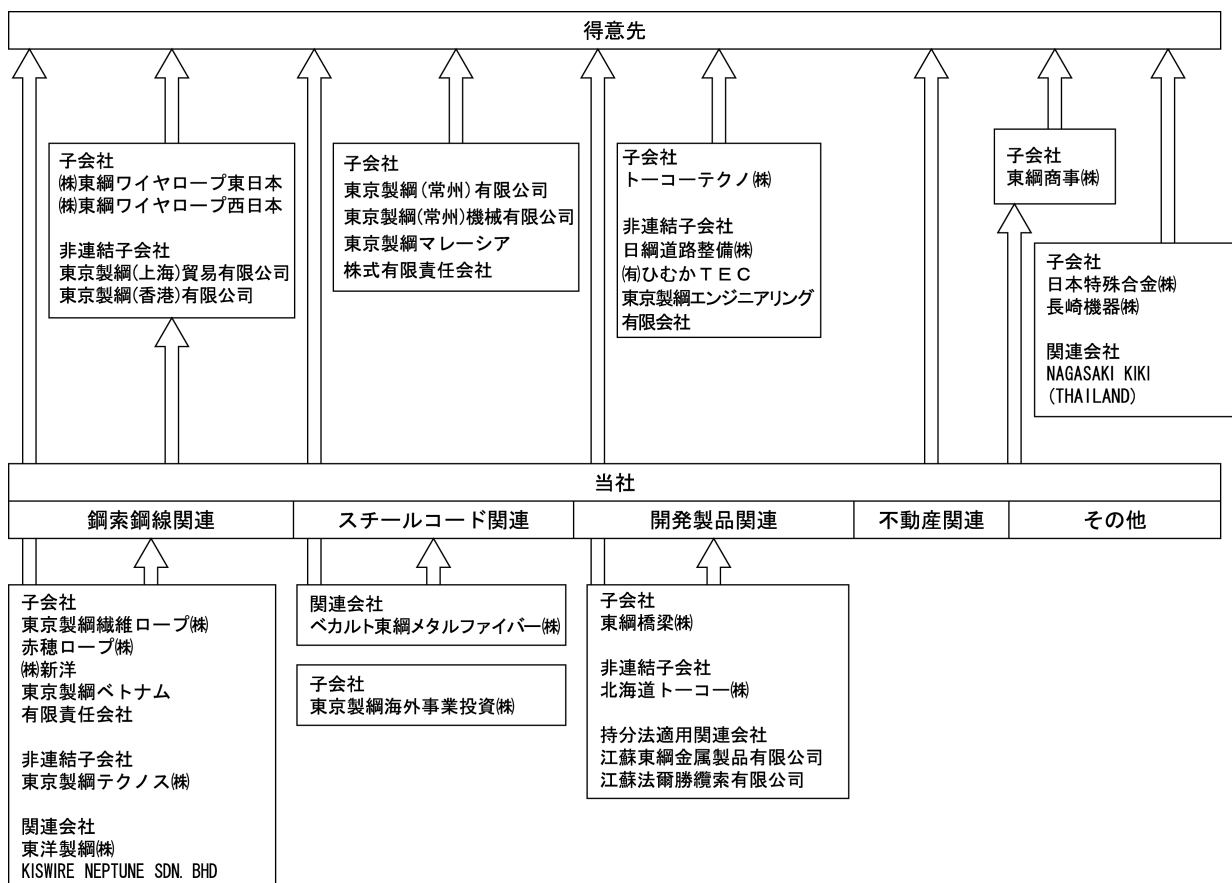 得意先
子会社
㈱東綱ワイヤロープ東日本
㈱東綱ワイヤロープ西日本
非連結子会社
東京製綱(上海)貿易有限公司
東京製綱(香港)有限公司
子会社
東京製綱(常州)有限公司
東京製綱(常州)機械有限公司
東京製綱マレーシア
株式有限責任会社
子会社
トーコーテクノ㈱
非連結子会社
日綱道路整備㈱
㈲ひむかＴＥＣ
東京製綱エンジニアリング
有限会社
子会社
東綱商事㈱
子会社
日本特殊合金㈱
長崎機器㈱
関連会社
NAGASAKI KIKI
(THAILAND)
当社
鋼索鋼線関連
スチールコード関連
開発製品関連
不動産関連
その他
子会社
東京製綱繊維ロープ㈱
赤穂ロープ㈱
㈱新洋
東京製綱ベトナム
有限責任会社
非連結子会社
東京製綱テクノス㈱
関連会社
東洋製綱㈱
KISWIRE NEPTUNE SDN. BHD
関連会社
ベカルト東綱メタルファイバー㈱
子会社
東京製綱海外事業投資㈱
子会社
東綱橋梁㈱
非連結子会社
北海道トーコー㈱
持分法適用関連会社
江蘇東綱金属製品有限公司
江蘇法爾勝纜索有限公司